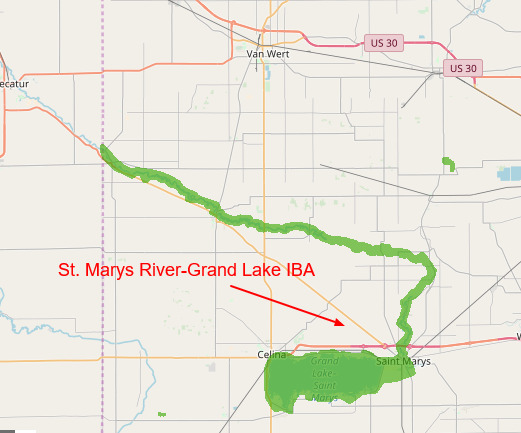 US 30
Van Wert
US 30
ecatur
St. Marys River-Grand Lake IBA
Celina
Grand
Lake-
Saint
Marys
Saint Marys
W